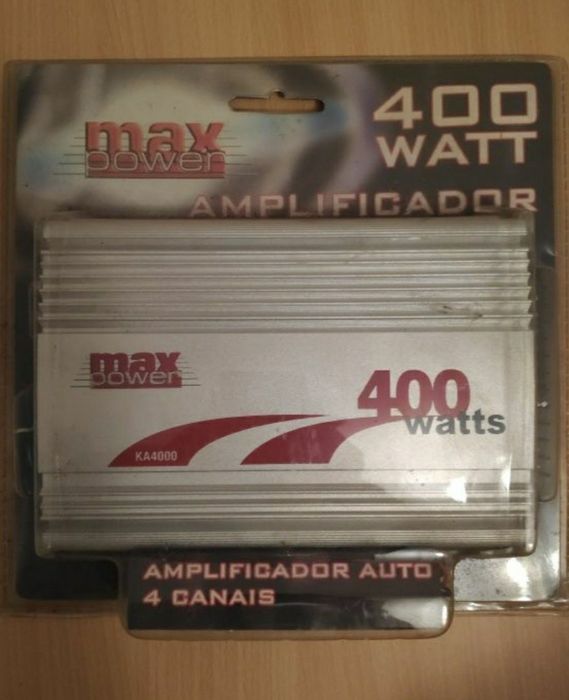 max
power
400
WATT
AMPLIFICADOR
max
power
400
watts
KA4000
AMPLIFICADOR AUTO
4 CANAIS